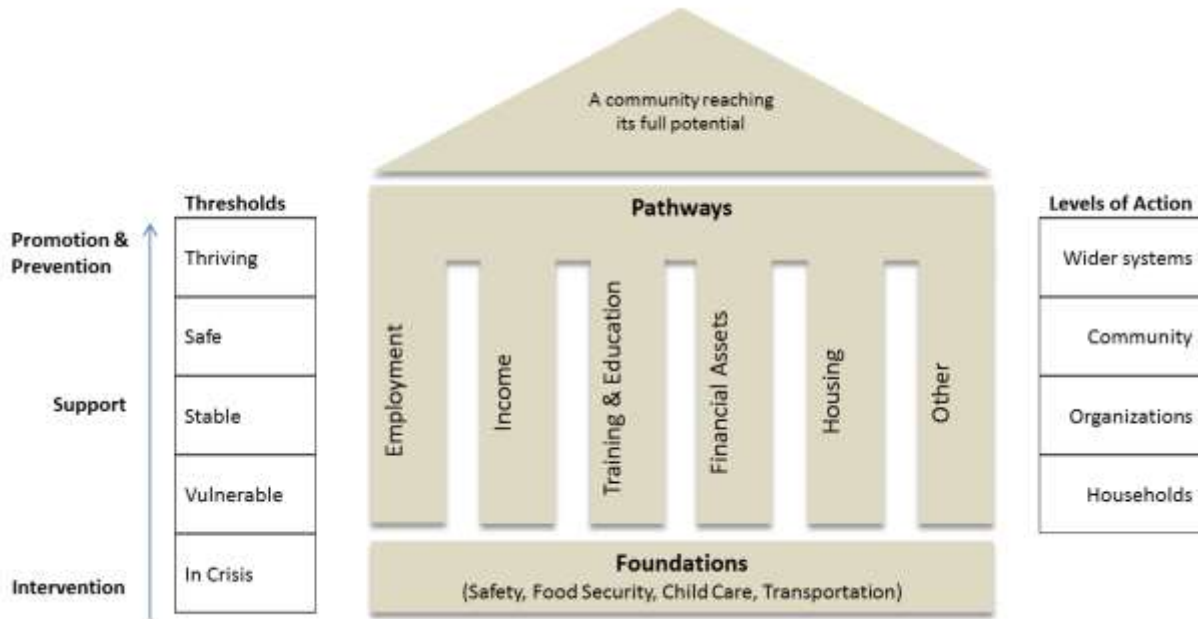 A community reaching
its full potential
Thresholds
Pathways
Levels of Action
Promotion &
Prevention
Thriving
Wider systems
Safe
Community
Support
Stable
Organizations
Vulnerable
Households
Intervention
In Crisis
Employment
Income
Training & Education
Financial Assets
Housing
Other
Foundations
(Safety, Food Security, Child Care, Transportation)